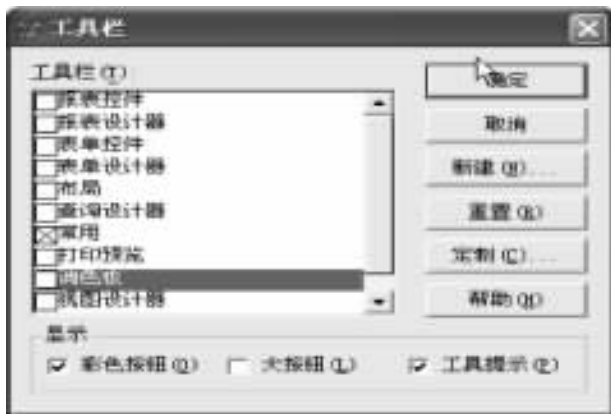 工具栏
工具栏(T)
报表控件
报表设计器
表单控件
表单设计器
布局
查询设计器
常用
打印预览
调色板
视图设计器
确定
取消
新建(N)...
重置(R)
定制(C)...
帮助(H)
显示
彩色按钮(O)
大按钮(L)
工具提示(P)